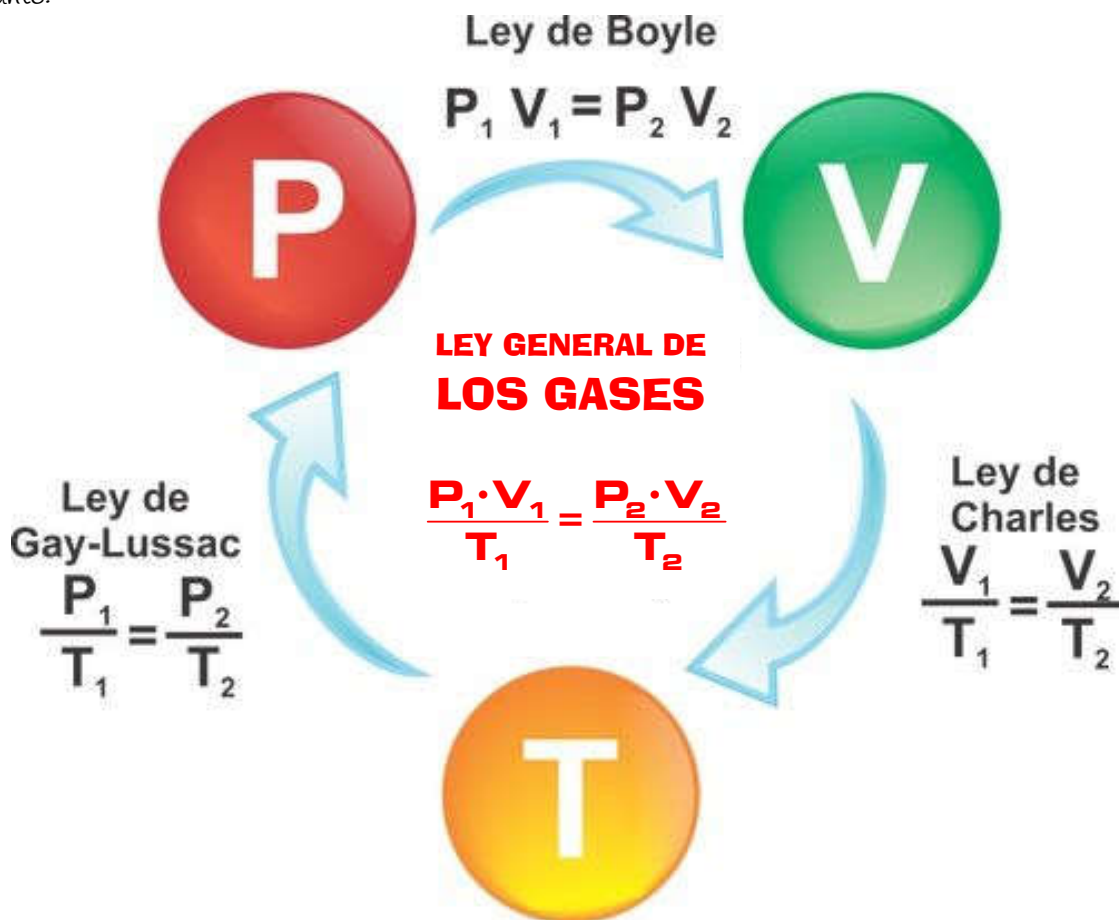 Ley de Boyle
P₁ V₁ = P₂ V₂
P
V
LEY GENERAL DE
LOS GASES
P₁·V₁ / T₁ = P₂·V₂ / T₂
Ley de
Charles
V₁ / T₁ = V₂ / T₂
Ley de
Gay-Lussac
P₁ / T₁ = P₂ / T₂
T